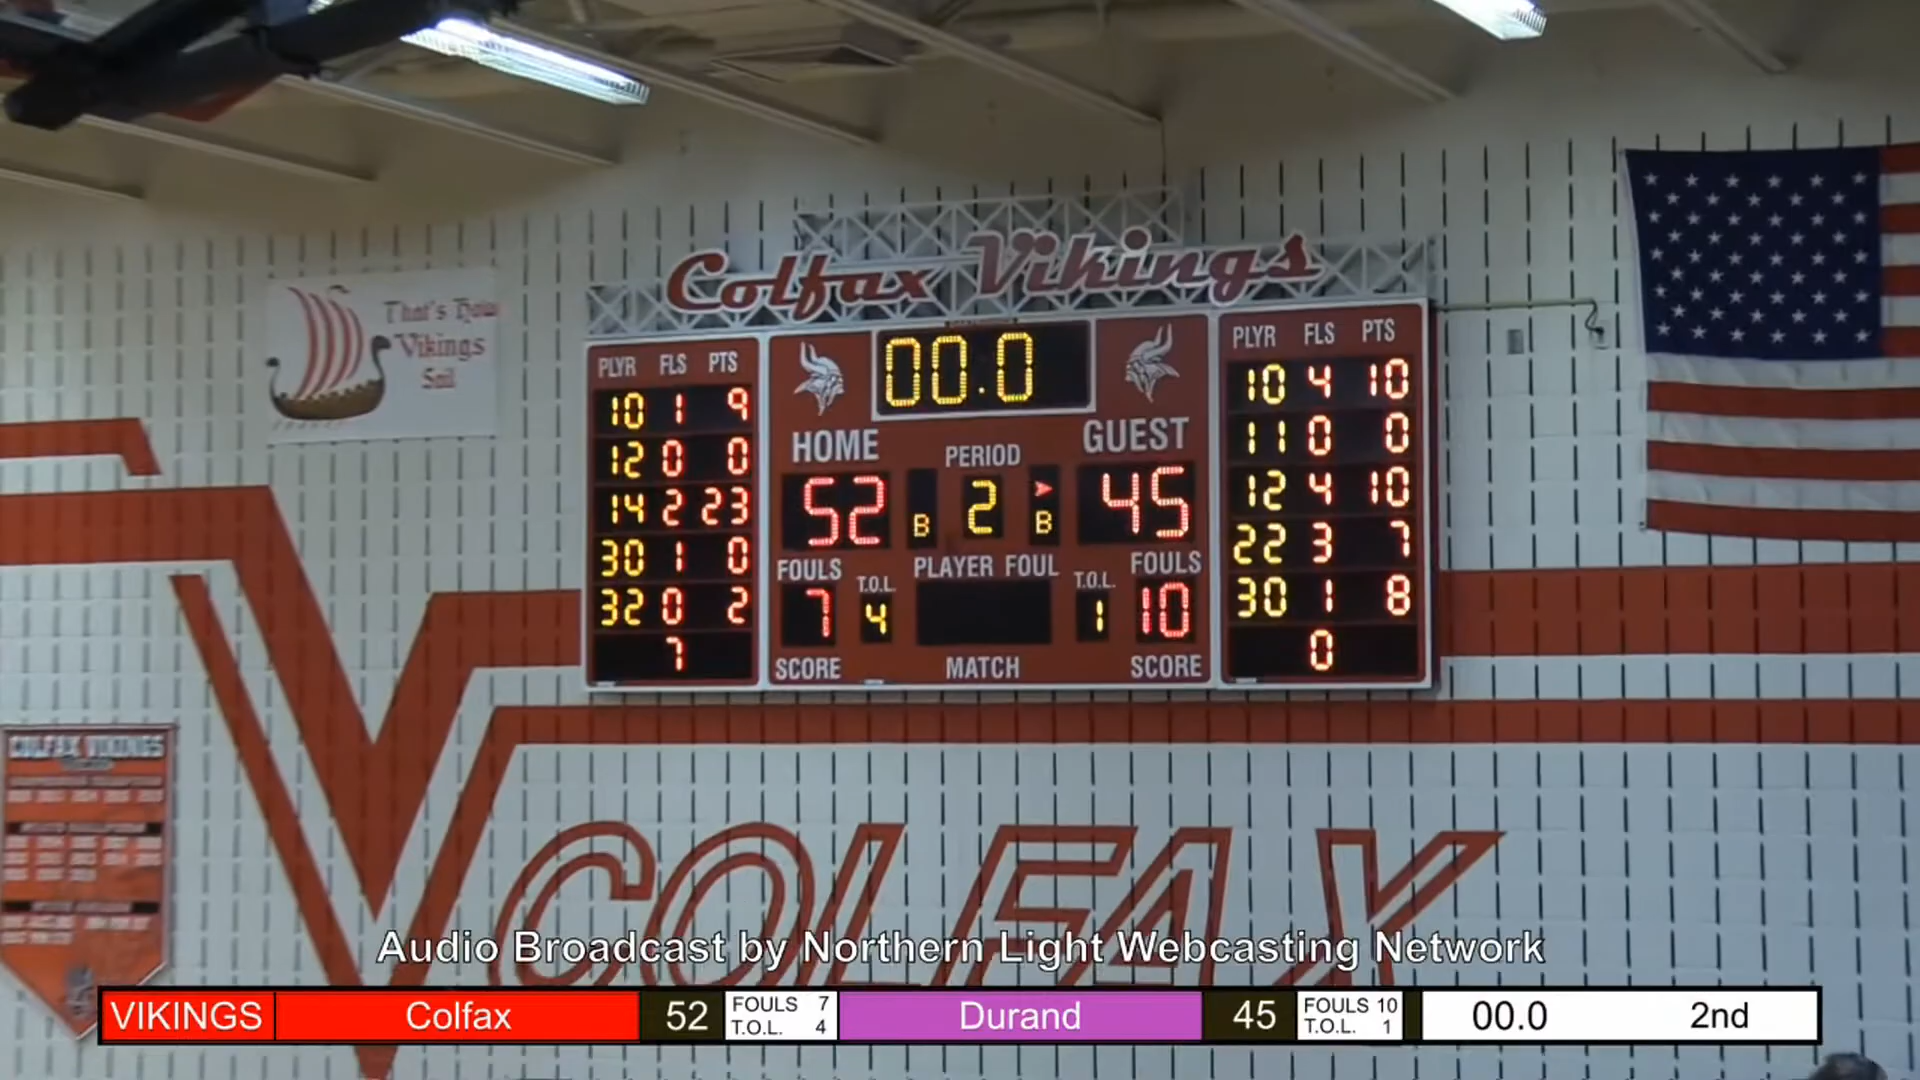 Colfax Vikings
That's How
Vikings
Sail
PLYR FLS PTS
10 1 9
12 0 0
14 2 23
30 1 0
32 0 2
7
00.0
HOME
GUEST
PERIOD
52
B
2
B
45
FOULS
T.O.L.
PLAYER FOUL
T.O.L.
FOULS
7
4
1
10
SCORE
MATCH
SCORE
PLYR FLS PTS
10 4 10
11 0 0
12 4 10
22 3 7
30 1 8
0
COLFAX VIKINGS
COLFAX
Audio Broadcast by Northern Light Webcasting Network
VIKINGS Colfax 52 FOULS 7 T.O.L. 4 Durand 45 FOULS 10 T.O.L. 1 00.0 2nd